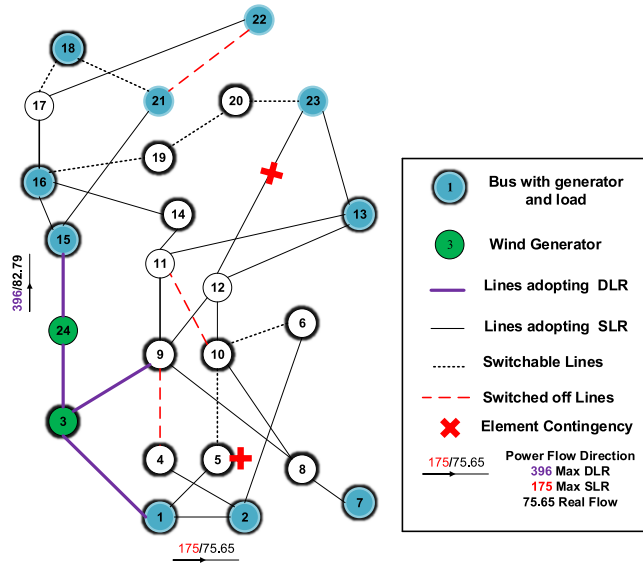 22
18
21
20
23
17
19
16
14
13
15
11
12
396/82.79
24
6
9
10
3
4
5
8
7
1
2
175/75.65
1
Bus with generator
and load
3
Wind Generator
Lines adopting DLR
Lines adopting SLR
Switchable Lines
Switched off Lines
Element Contingency
175/75.65
Power Flow Direction
396 Max DLR
175 Max SLR
75.65 Real Flow